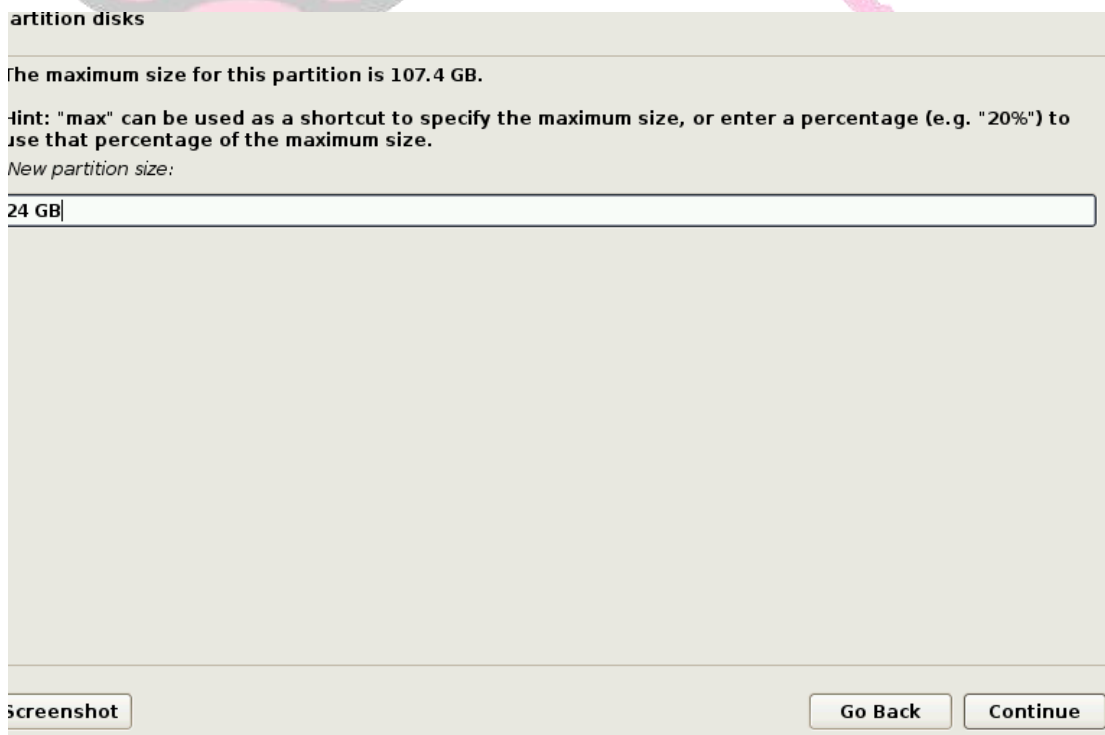 artition disks
The maximum size for this partition is 107.4 GB.
Hint: "max" can be used as a shortcut to specify the maximum size, or enter a percentage (e.g. "20%") to
use that percentage of the maximum size.
New partition size:
24 GB
Screenshot
Go Back
Continue